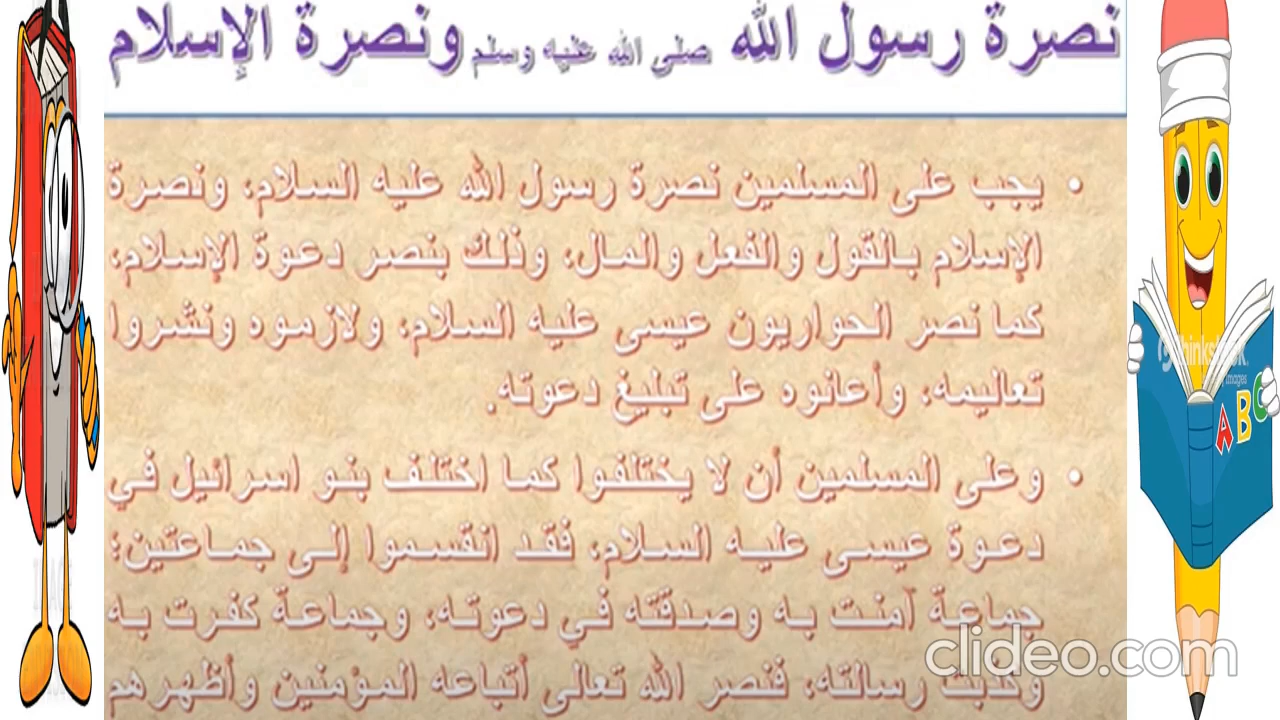 نصرة رسول الله صلى الله عليه وسلم ونصرة الإسلام
• يجب على المسلمين نصرة رسول الله عليه السلام، ونصرة
الإسلام بالقول والفعل والمال، وذلك بنصر دعوة الإسلام،
كما نصر الحواريون عيسى عليه السلام، ولازموه ونشروا
تعاليمه، وأعانوه على تبليغ دعوته.
• وعلى المسلمين أن لا يختلفوا كما اختلف بنو اسرائيل في
دعوة عيسى عليه السلام، فقد انقسموا إلى جماعتين؛
جماعة آمنت به وصدقته في دعوته، وجماعة كفرت به
وكذبت رسالته، فنصر الله تعالى أتباعه المؤمنين وأظهرهم
clideo.com
ABC